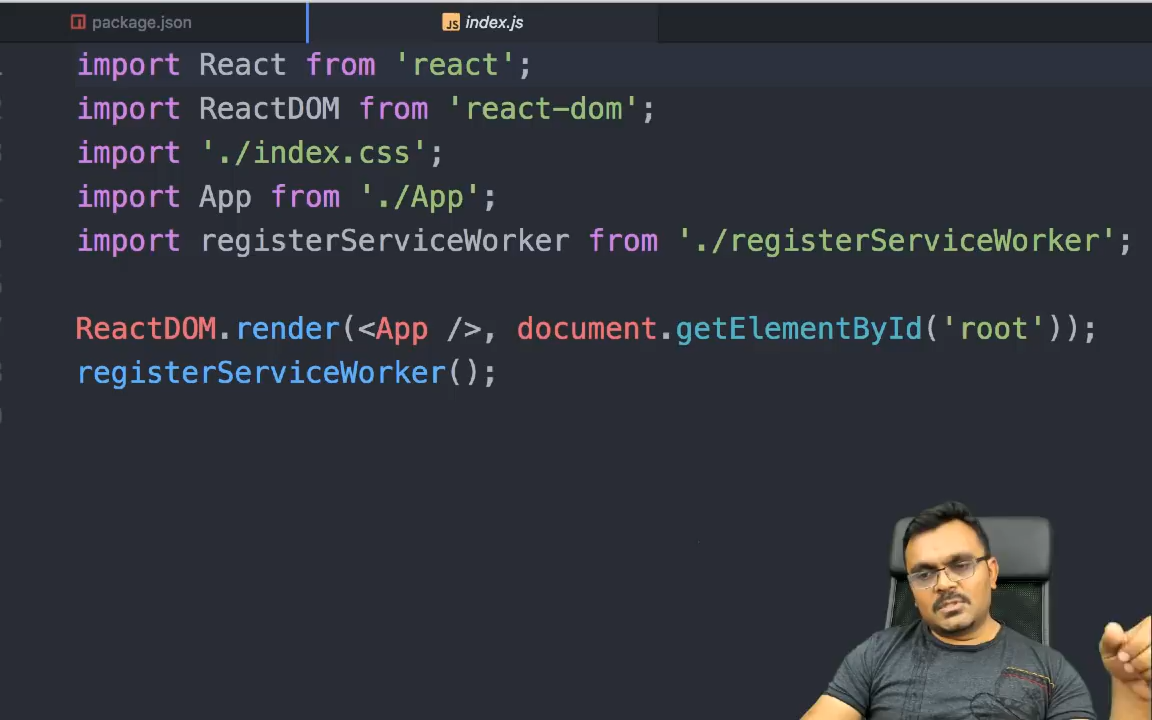 package.json
index.js
import React from 'react';
import ReactDOM from 'react-dom';
import './index.css';
import App from './App';
import registerServiceWorker from './registerServiceWorker';
ReactDOM.render(<App />, document.getElementById('root'));
registerServiceWorker();